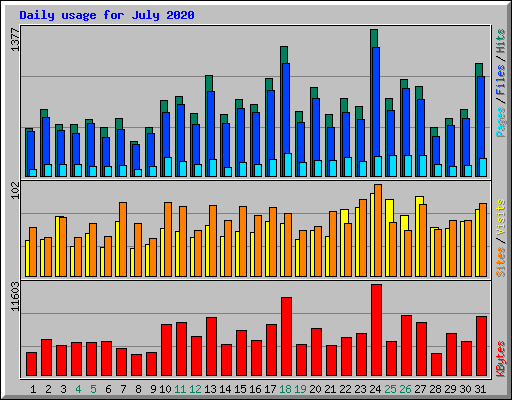 Daily usage for July 2020
1377
Pages / Files / Hits
102
Sites / Visits
11603
KBytes
1 2 3 4 5 6 7 8 9 10 11 12 13 14 15 16 17 18 19 20 21 22 23 24 25 26 27 28 29 30 31